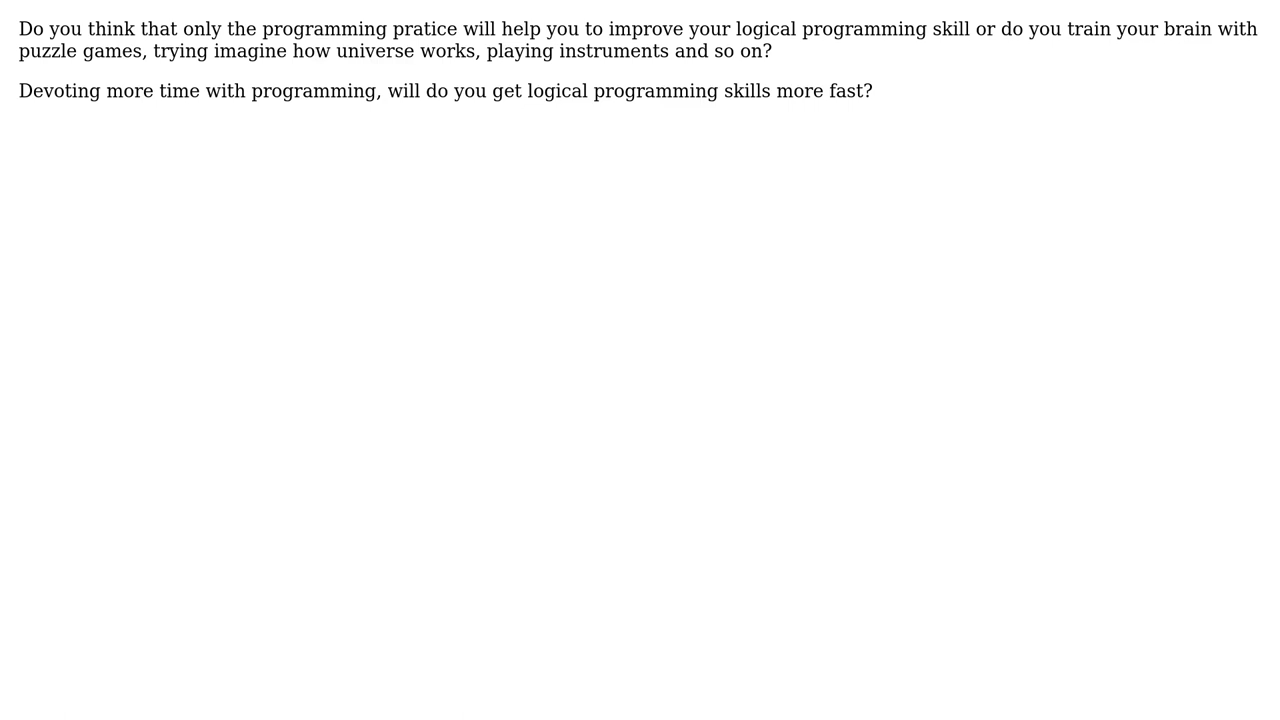 Do you think that only the programming pratice will help you to improve your logical programming skill or do you train your brain with
puzzle games, trying imagine how universe works, playing instruments and so on?
Devoting more time with programming, will do you get logical programming skills more fast?